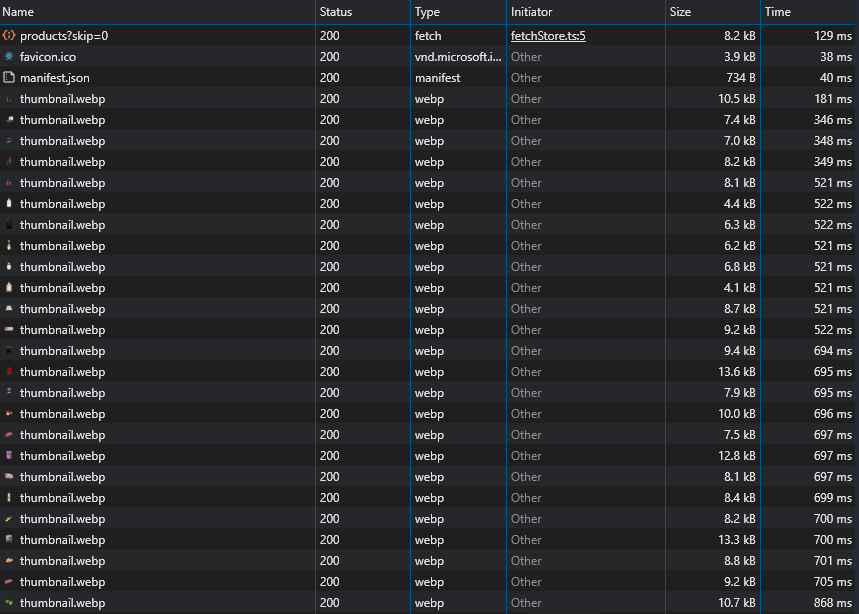 Name Status Type Initiator Size Time
products?skip=0 200 fetch fetchStore.ts:5 8.2 kB 129 ms
favicon.ico 200 vnd.microsoft.i... Other 3.9 kB 38 ms
manifest.json 200 manifest Other 734 B 40 ms
thumbnail.webp 200 webp Other 10.5 kB 181 ms
thumbnail.webp 200 webp Other 7.4 kB 346 ms
thumbnail.webp 200 webp Other 7.0 kB 348 ms
thumbnail.webp 200 webp Other 8.2 kB 349 ms
thumbnail.webp 200 webp Other 8.1 kB 521 ms
thumbnail.webp 200 webp Other 4.4 kB 522 ms
thumbnail.webp 200 webp Other 6.3 kB 522 ms
thumbnail.webp 200 webp Other 6.2 kB 521 ms
thumbnail.webp 200 webp Other 6.8 kB 521 ms
thumbnail.webp 200 webp Other 4.1 kB 521 ms
thumbnail.webp 200 webp Other 8.7 kB 521 ms
thumbnail.webp 200 webp Other 9.2 kB 522 ms
thumbnail.webp 200 webp Other 9.4 kB 694 ms
thumbnail.webp 200 webp Other 13.6 kB 695 ms
thumbnail.webp 200 webp Other 7.9 kB 695 ms
thumbnail.webp 200 webp Other 10.0 kB 696 ms
thumbnail.webp 200 webp Other 7.5 kB 697 ms
thumbnail.webp 200 webp Other 12.8 kB 697 ms
thumbnail.webp 200 webp Other 8.1 kB 697 ms
thumbnail.webp 200 webp Other 8.4 kB 699 ms
thumbnail.webp 200 webp Other 8.2 kB 700 ms
thumbnail.webp 200 webp Other 13.3 kB 700 ms
thumbnail.webp 200 webp Other 8.8 kB 701 ms
thumbnail.webp 200 webp Other 9.2 kB 705 ms
thumbnail.webp 200 webp Other 10.7 kB 868 ms